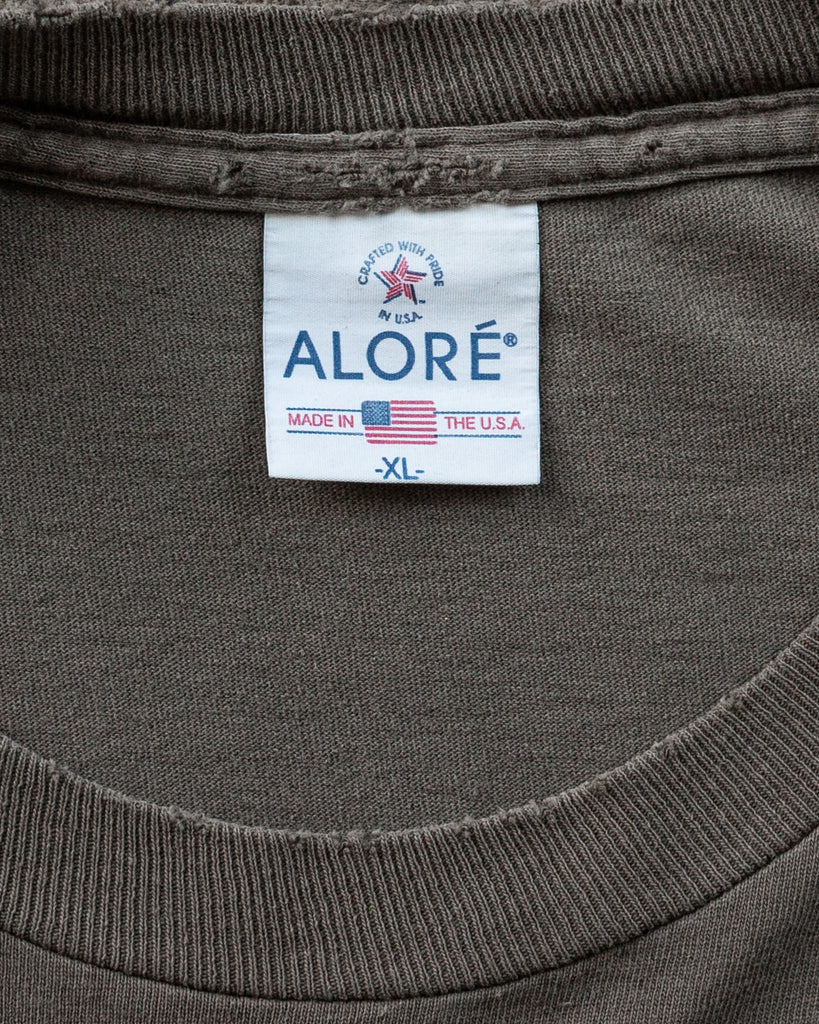 CRAFTED WITH PRIDE
IN U.S.A.
ALORÉ®
MADE IN THE U.S.A.
-XL-